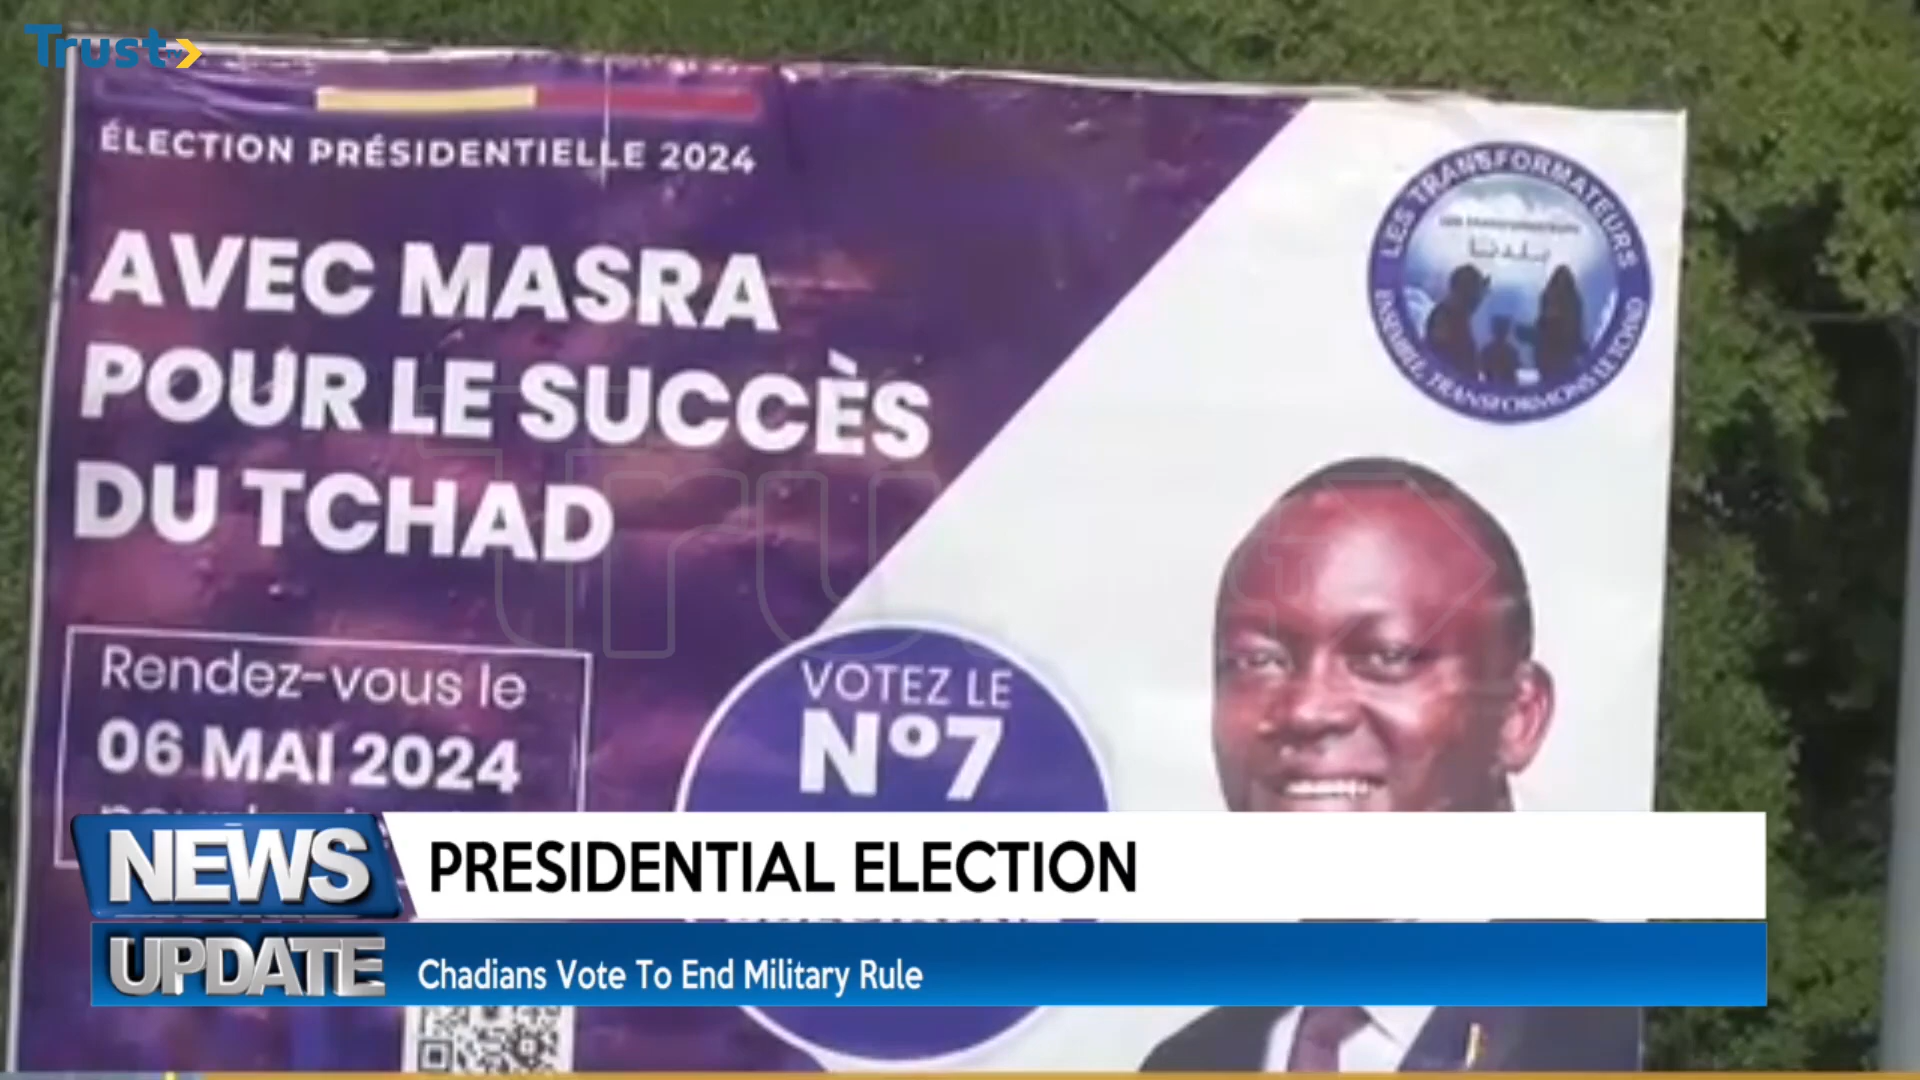 Trust TV
ÉLECTION PRÉSIDENTIELLE 2024
AVEC MASRA
POUR LE SUCCÈS
DU TCHAD
LES TRANSFORMATEURS
ENSEMBLE, TRANSFORMONS LE TCHAD
Rendez-vous le
06 MAI 2024
VOTEZ LE
N°7
NEWS
UPDATE
PRESIDENTIAL ELECTION
Chadians Vote To End Military Rule